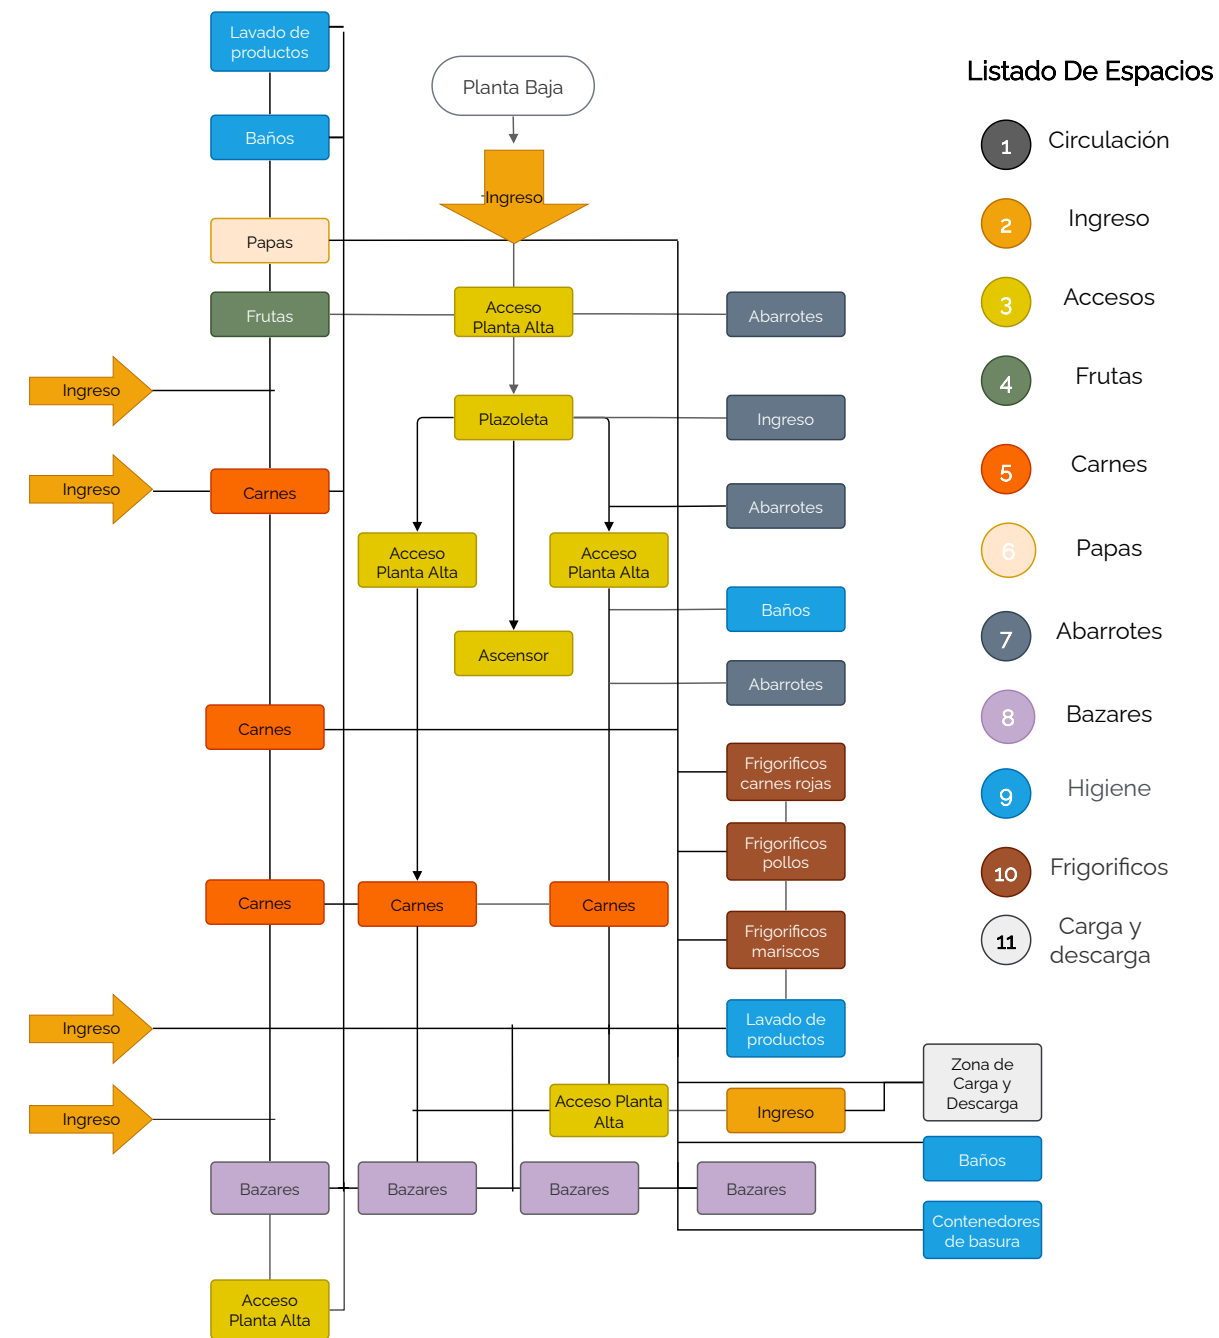 Lavado de
productos
Planta Baja
Listado De Espacios
Baños
1
Circulación
-Ingreso
2
Ingreso
Papas
Frutas
Acceso
Planta Alta
Abarrotes
3
Accesos
Ingreso
4
Frutas
Plazoleta
Ingreso
Ingreso
Carnes
5
Carnes
Abarrotes
Acceso
Planta Alta
Acceso
Planta Alta
6
Papas
Baños
Ascensor
7
Abarrotes
Abarrotes
Carnes
8
Bazares
Frigorificos
carnes rojas
9
Higiene
Frigorificos
pollos
10
Frigorificos
Carnes
Carnes
Carnes
Frigorificos
mariscos
11
Carga y
descarga
Ingreso
Lavado de
productos
Zona de
Carga y
Descarga
Ingreso
Acceso Planta
Alta
Ingreso
Baños
Bazares
Bazares
Bazares
Bazares
Contenedores
de basura
Acceso
Planta Alta